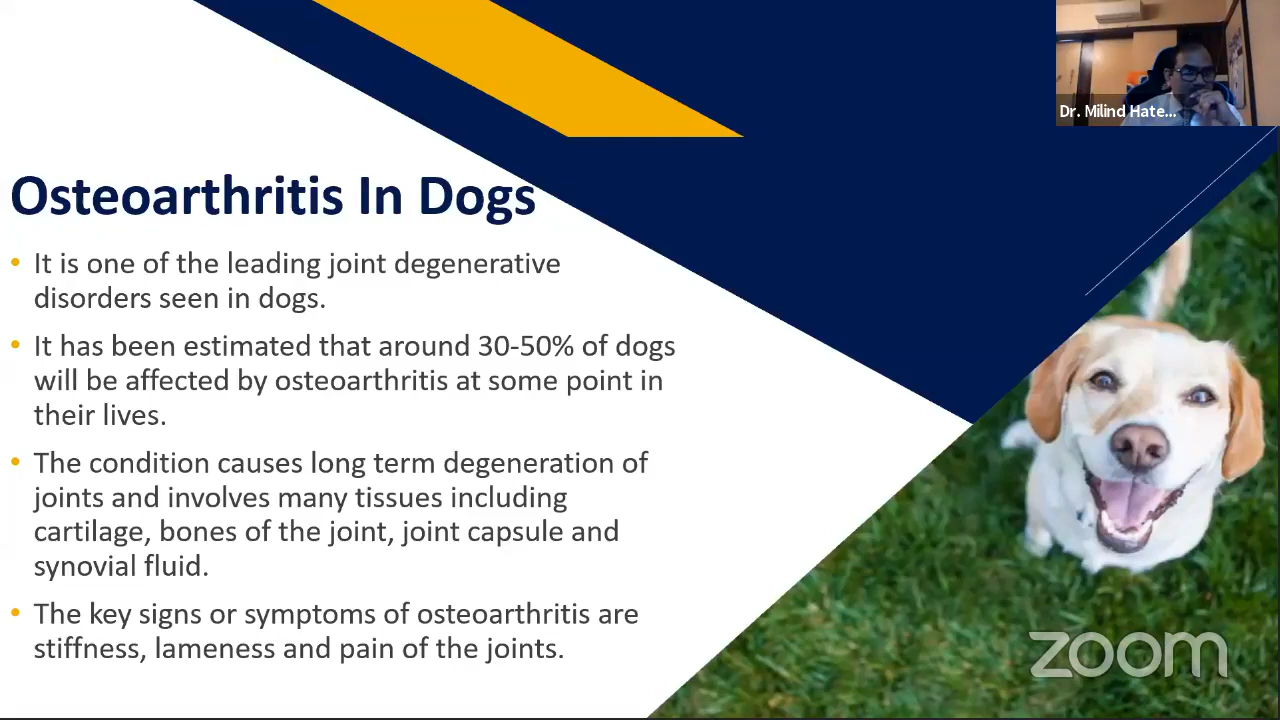 Dr. Milind Hate...
Osteoarthritis In Dogs
• It is one of the leading joint degenerative
disorders seen in dogs.
• It has been estimated that around 30-50% of dogs
will be affected by osteoarthritis at some point in
their lives.
• The condition causes long term degeneration of
joints and involves many tissues including
cartilage, bones of the joint, joint capsule and
synovial fluid.
• The key signs or symptoms of osteoarthritis are
stiffness, lameness and pain of the joints.
zoom